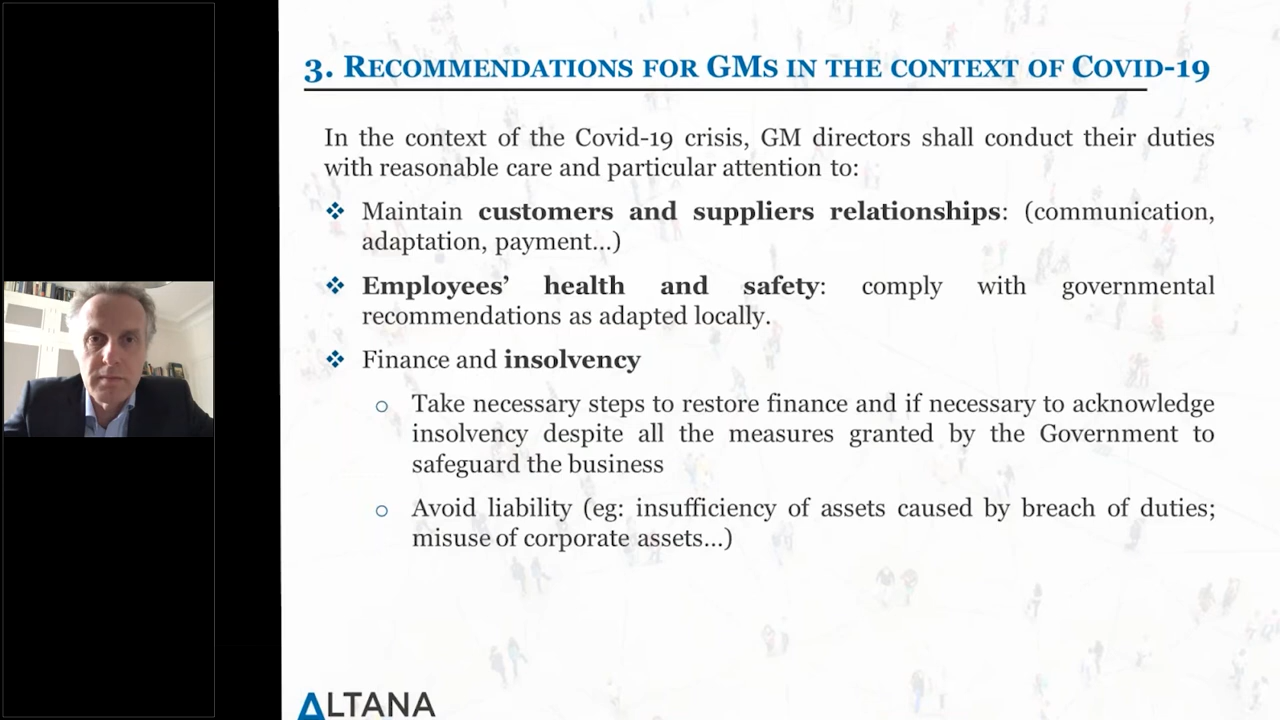 3. RECOMMENDATIONS FOR GMS IN THE CONTEXT OF COVID-19
In the context of the Covid-19 crisis, GM directors shall conduct their duties
with reasonable care and particular attention to:
❖ Maintain customers and suppliers relationships: (communication,
adaptation, payment...)
❖ Employees’ health and safety: comply with governmental
recommendations as adapted locally.
❖ Finance and insolvency
o Take necessary steps to restore finance and if necessary to acknowledge
insolvency despite all the measures granted by the Government to
safeguard the business
o Avoid liability (eg: insufficiency of assets caused by breach of duties;
misuse of corporate assets...)
ALTANA